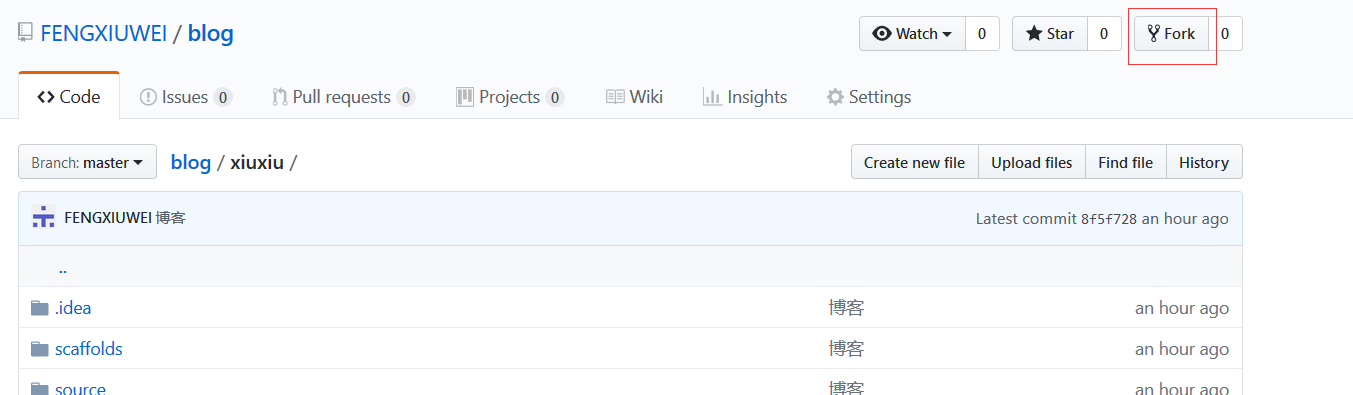 FENGXIUWEI / blog Watch 0 Star 0 Fork 0
Code Issues 0 Pull requests 0 Projects 0 Wiki Insights Settings
Branch: master blog / xiuxiu / Create new file Upload files Find file History
FENGXIUWEI 博客 Latest commit 8f5f728 an hour ago
..
.idea 博客 an hour ago
scaffolds 博客 an hour ago
source 博客 an hour ago